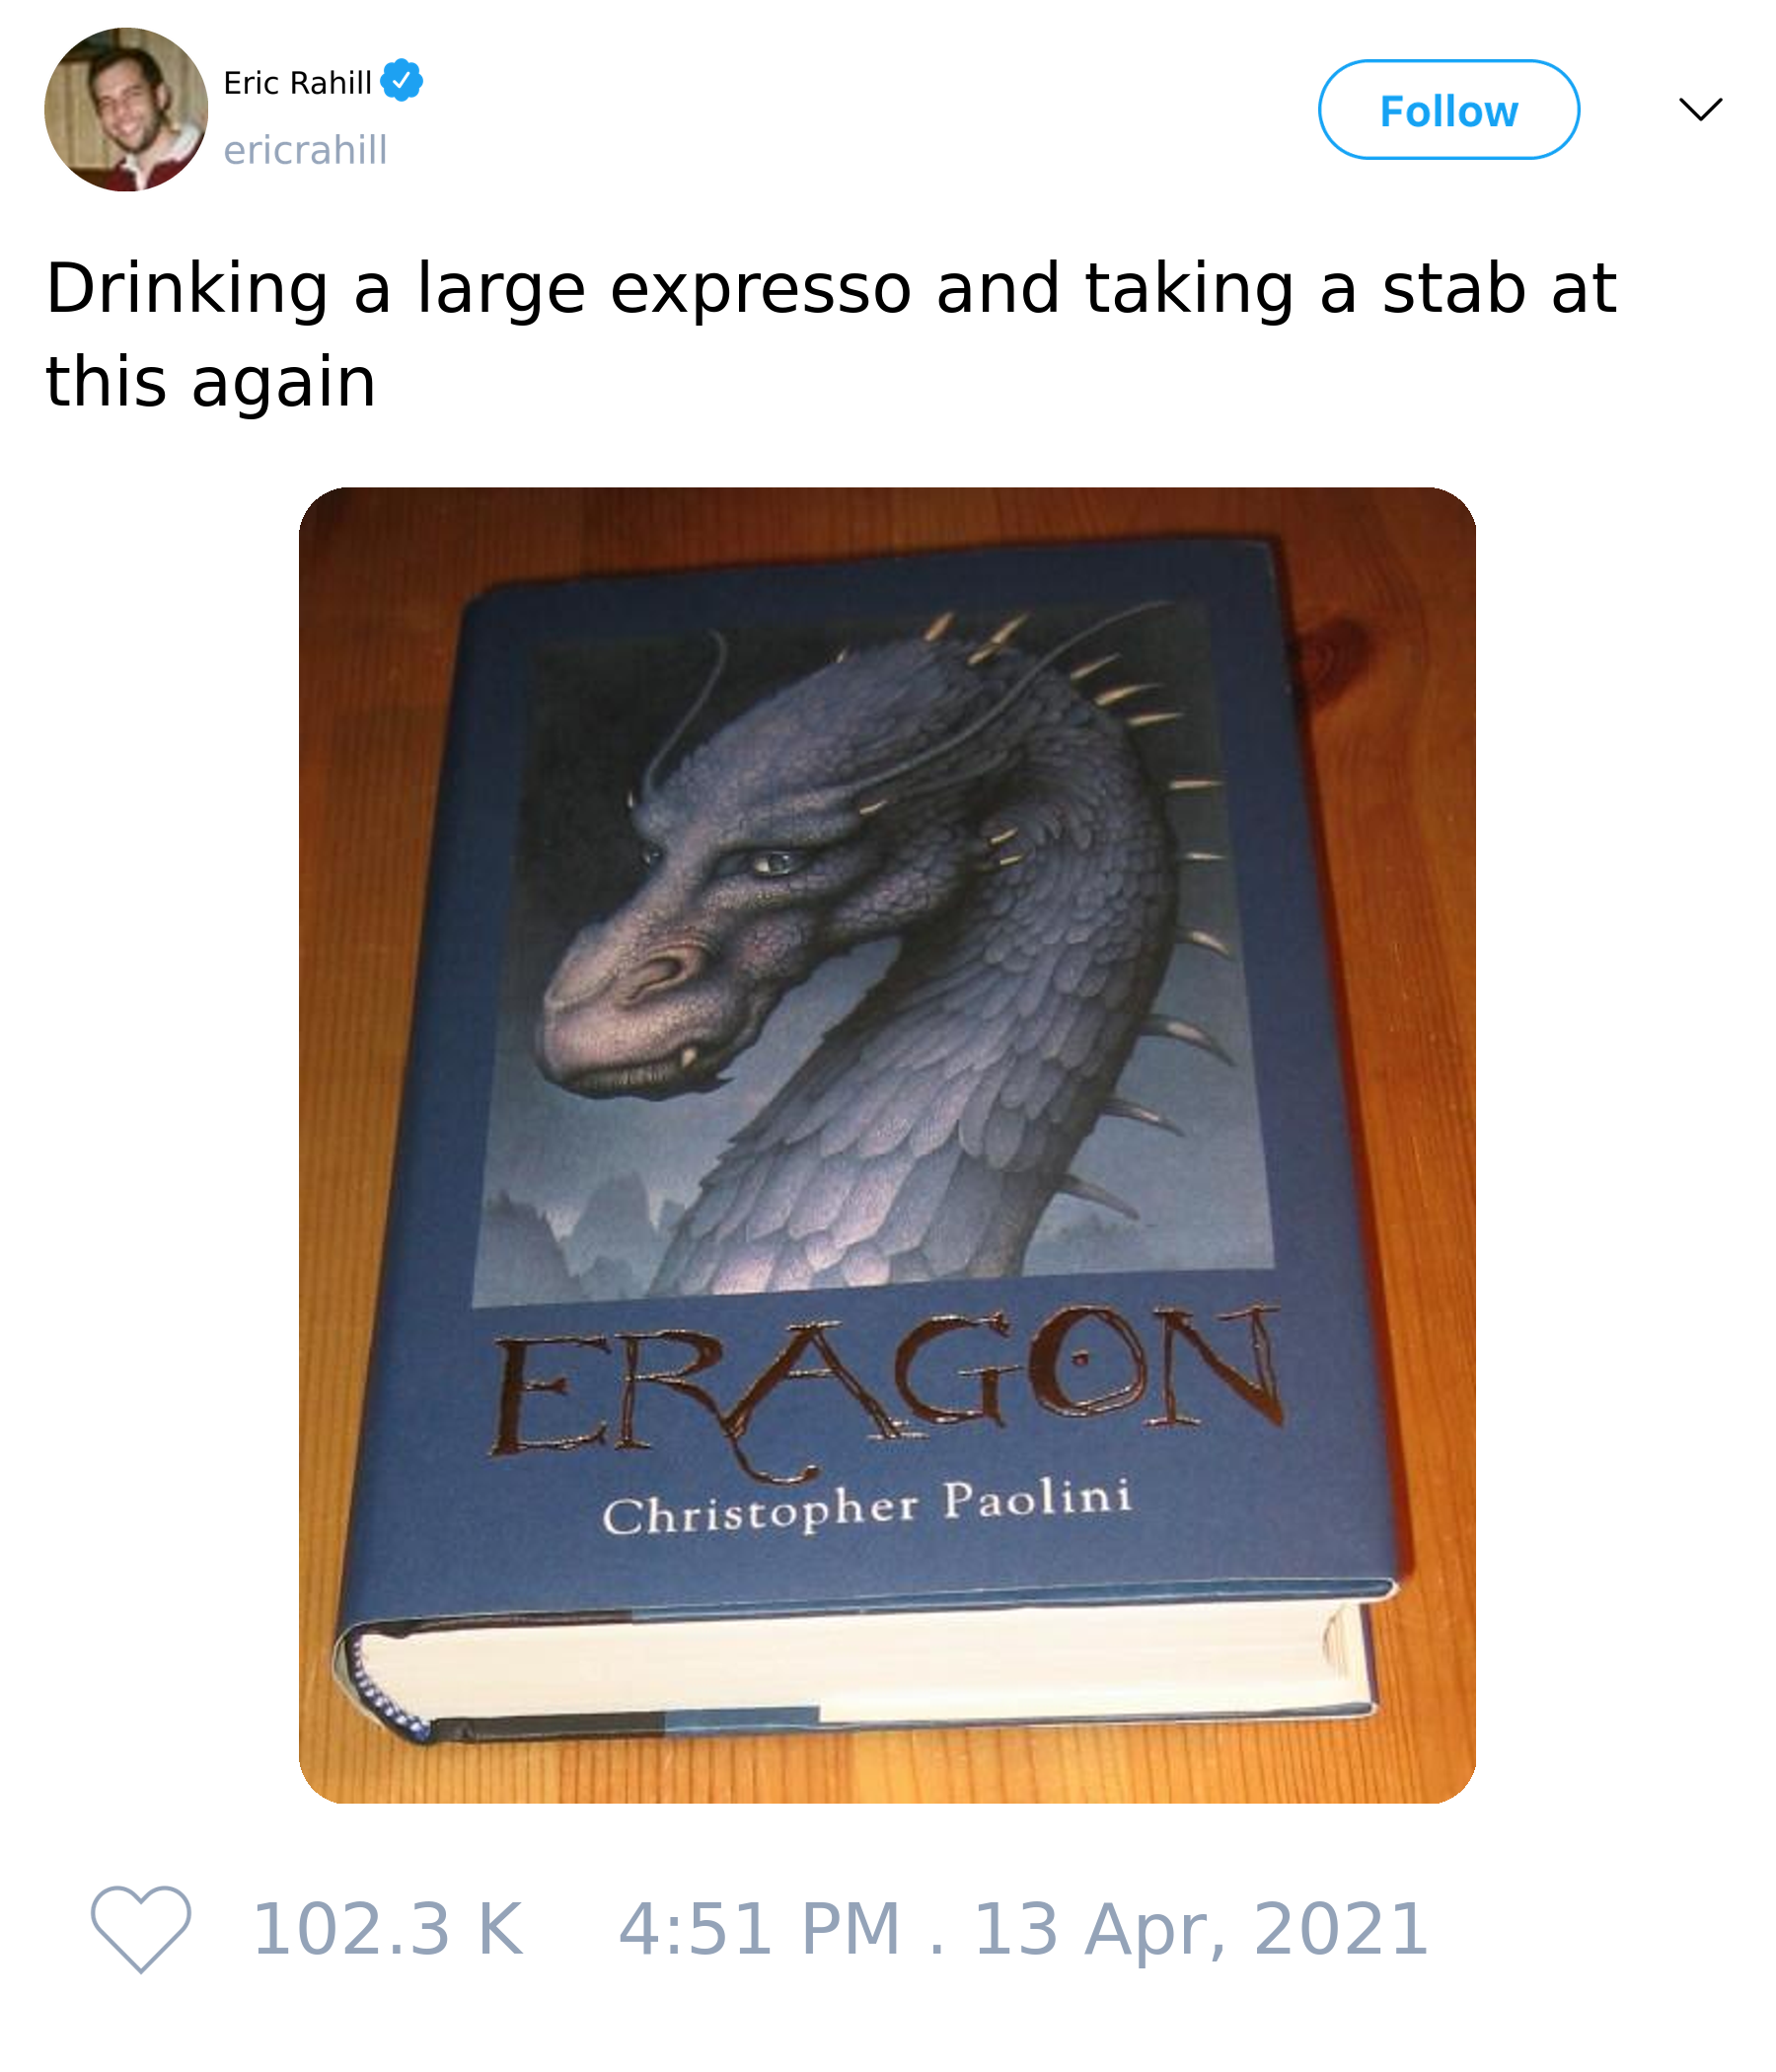 Eric Rahill
ericrahill
Follow
Drinking a large expresso and taking a stab at
this again
ERAGON
Christopher Paolini
102.3 K 4:51 PM . 13 Apr, 2021